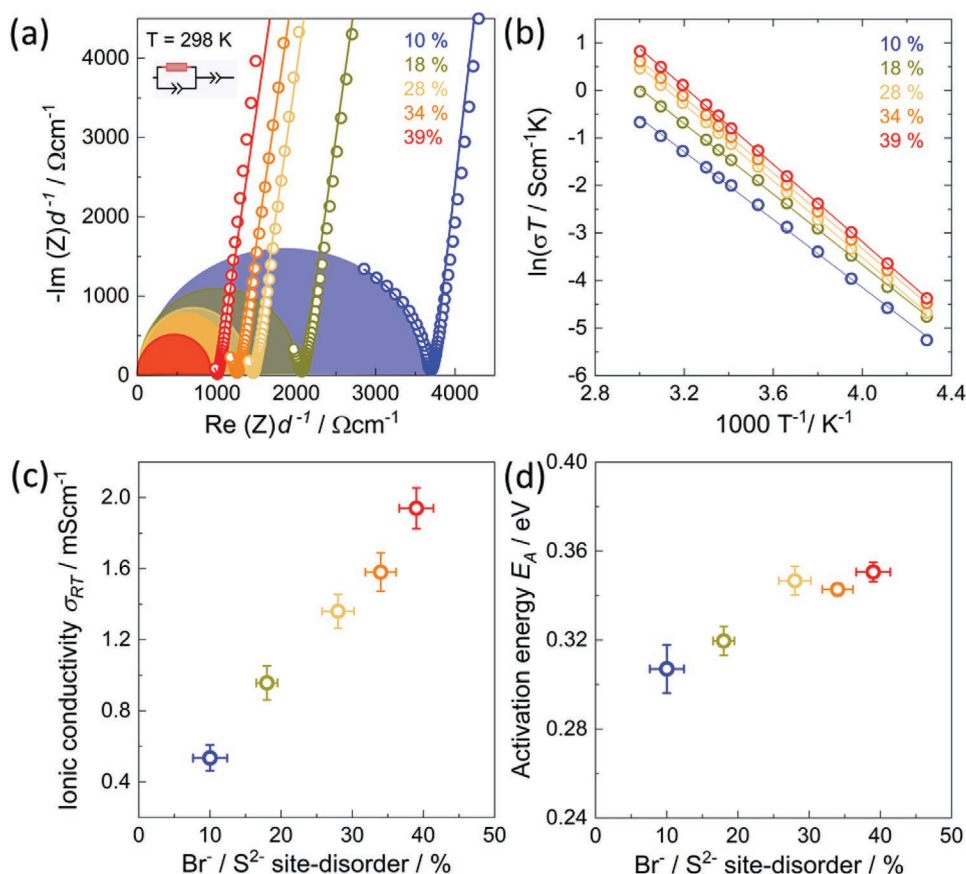 (a)
T = 298 K
10 %
18 %
28 %
34 %
39%
4000
3000
2000
1000
0
-Im (Z)d⁻¹ / Ωcm⁻¹
0 1000 2000 3000 4000
Re (Z)d⁻¹ / Ωcm⁻¹
(b)
10 %
18 %
28 %
34 %
39 %
1
0
-1
-2
-3
-4
-5
-6
ln(σT / Scm⁻¹K)
2.8 3.2 3.6 4.0 4.4
1000 T⁻¹/ K⁻¹
(c)
2.0
1.6
1.2
0.8
0.4
Ionic conductivity σRT / mScm⁻¹
0 10 20 30 40 50
Br⁻ / S²⁻ site-disorder / %
(d)
0.40
0.36
0.32
0.28
0.24
Activation energy EA / eV
0 10 20 30 40 50
Br⁻ / S²⁻ site-disorder / %